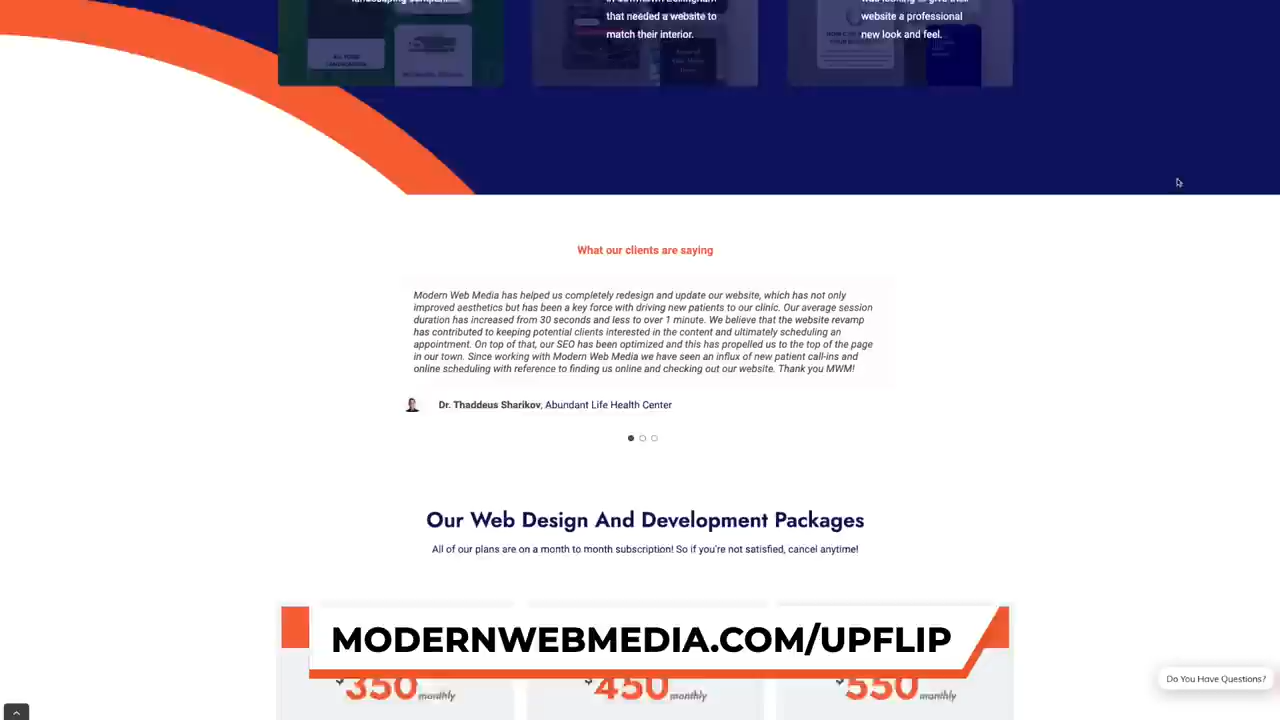 in downtown Bellingham
that needed a website to
match their interior.
website a professional
new look and feel.
What our clients are saying
Modern Web Media has helped us completely redesign and update our website, which has not only
improved aesthetics but has been a key force with driving new patients to our clinic. Our average session
duration has increased from 30 seconds and less to over 1 minute. We believe that the website revamp
has contributed to keeping potential clients interested in the content and ultimately scheduling an
appointment. On top of that, our SEO has been optimized and this has propelled us to the top of the page
in our town. Since working with Modern Web Media we have seen an influx of new patient call-ins and
online scheduling with reference to finding us online and checking out our website. Thank you MWM!
Dr. Thaddeus Sharikov, Abundant Life Health Center
Our Web Design And Development Packages
All of our plans are on a month to month subscription! So if you're not satisfied, cancel anytime!
MODERNWEBMEDIA.COM/UPFLIP
$350 monthly
$450 monthly
$550 monthly
Do You Have Questions?